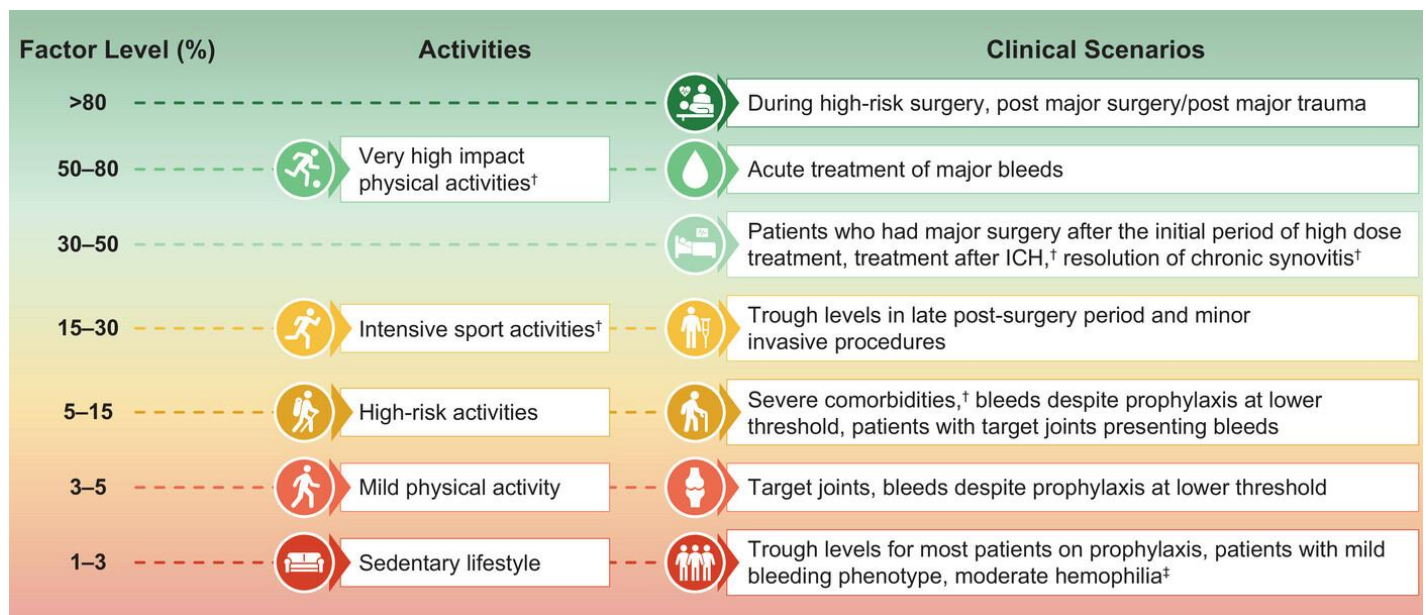 Factor Level (%) Activities Clinical Scenarios
>80 During high-risk surgery, post major surgery/post major trauma
50–80 Very high impact
physical activities† Acute treatment of major bleeds
30–50 Patients who had major surgery after the initial period of high dose
treatment, treatment after ICH,† resolution of chronic synovitis†
15–30 Intensive sport activities† Trough levels in late post-surgery period and minor
invasive procedures
5–15 High-risk activities Severe comorbidities,† bleeds despite prophylaxis at lower
threshold, patients with target joints presenting bleeds
3–5 Mild physical activity Target joints, bleeds despite prophylaxis at lower threshold
1–3 Sedentary lifestyle Trough levels for most patients on prophylaxis, patients with mild
bleeding phenotype, moderate hemophilia‡